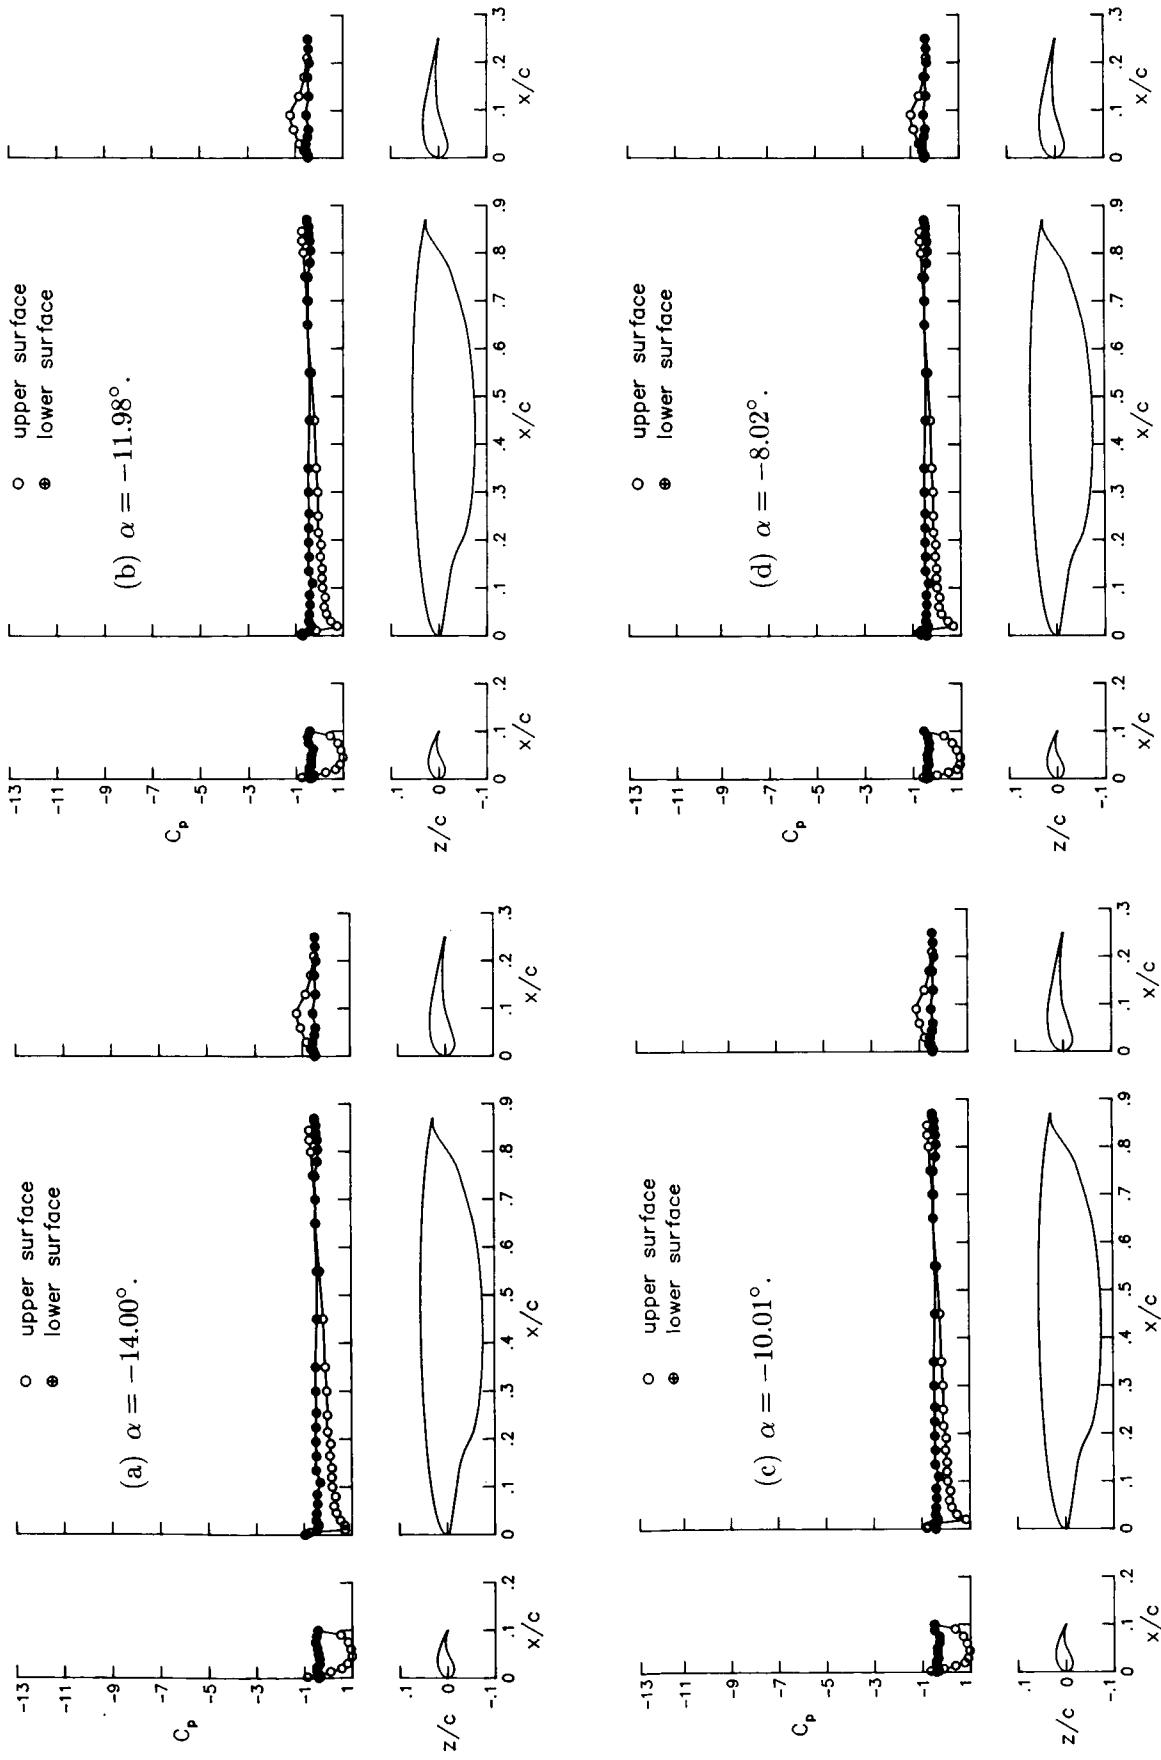 -13
-11
-9
-7
-5
-3
-1
1
C_p
○ upper surface
⊕ lower surface
(a) α = −14.00°.
.1
0
-.1
z/c
0 .1 .2
x/c
0 .1 .2 .3 .4 .5 .6 .7 .8 .9
x/c
0 .1 .2 .3
x/c
-13
-11
-9
-7
-5
-3
-1
1
C_p
○ upper surface
⊕ lower surface
(b) α = −11.98°.
.1
0
-.1
z/c
0 .1 .2
x/c
0 .1 .2 .3 .4 .5 .6 .7 .8 .9
x/c
0 .1 .2 .3
x/c
-13
-11
-9
-7
-5
-3
-1
1
C_p
○ upper surface
⊕ lower surface
(c) α = −10.01°.
.1
0
-.1
z/c
0 .1 .2
x/c
0 .1 .2 .3 .4 .5 .6 .7 .8 .9
x/c
0 .1 .2 .3
x/c
-13
-11
-9
-7
-5
-3
-1
1
C_p
○ upper surface
⊕ lower surface
(d) α = −8.02°.
.1
0
-.1
z/c
0 .1 .2
x/c
0 .1 .2 .3 .4 .5 .6 .7 .8 .9
x/c
0 .1 .2 .3
x/c